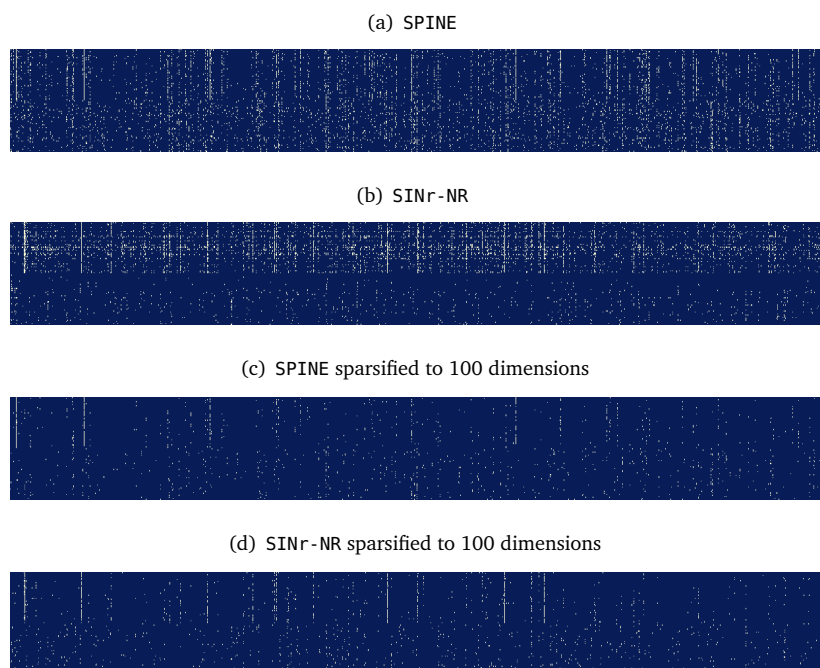 (a) SPINE
(b) SINr-NR
(c) SPINE sparsified to 100 dimensions
(d) SINr-NR sparsified to 100 dimensions